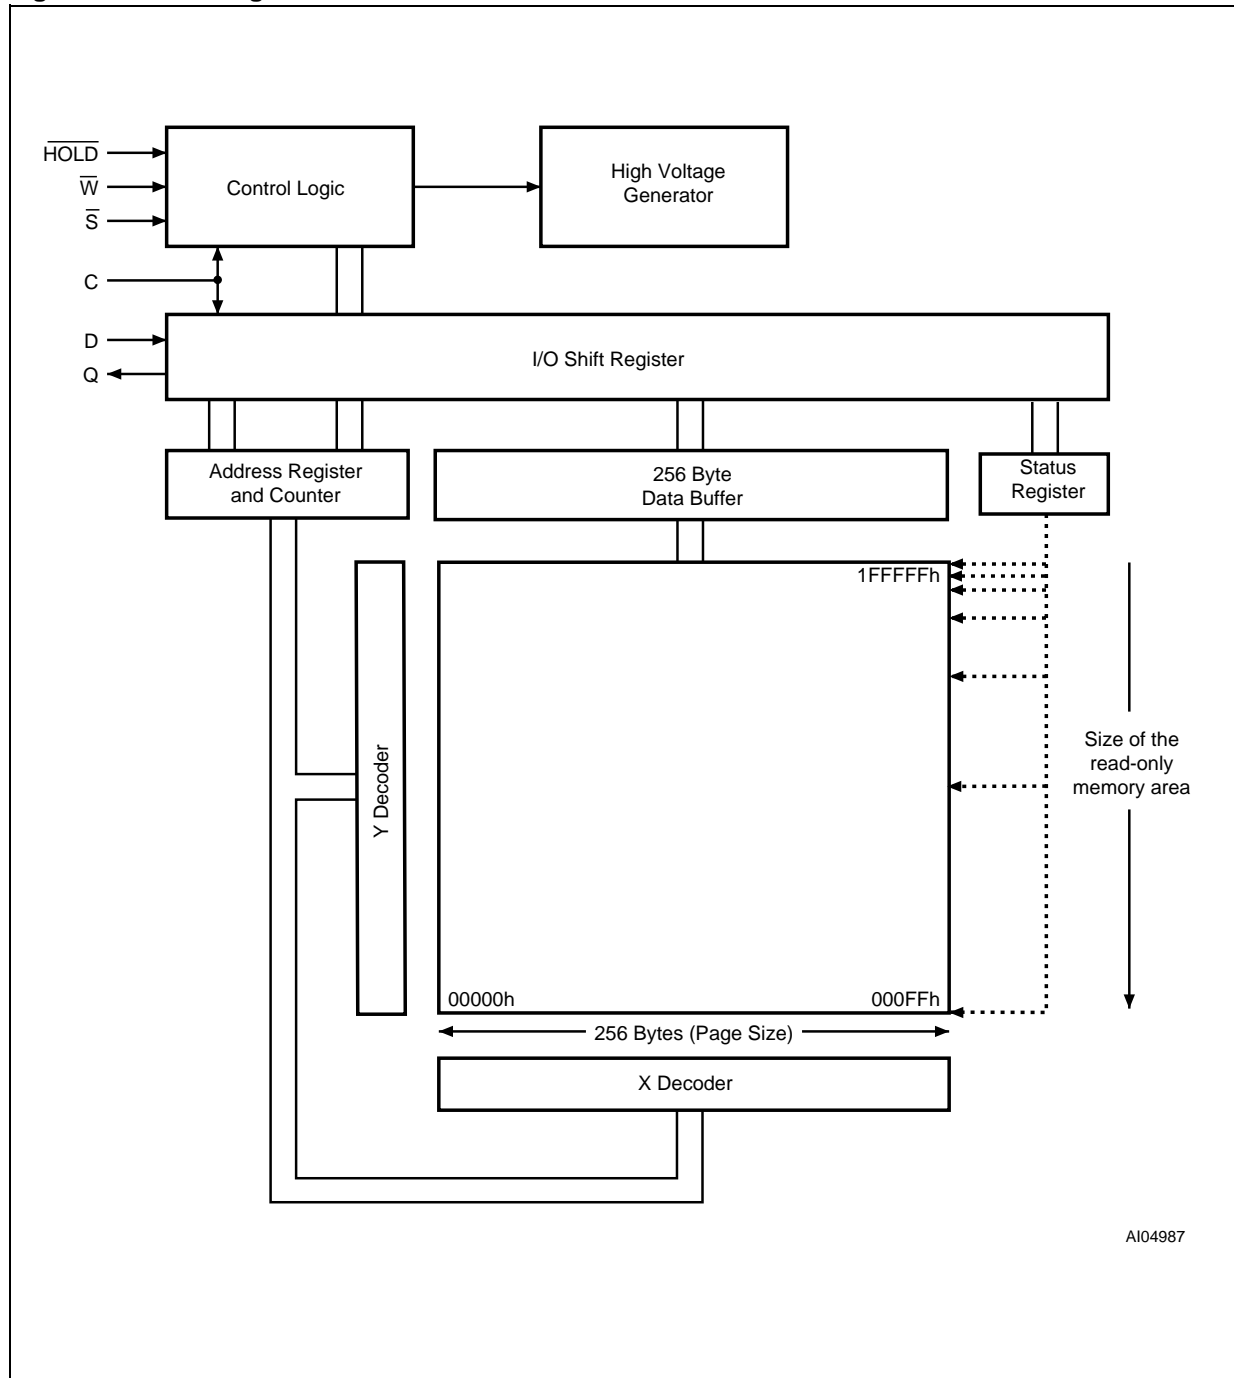 HOLD
W
S
C
D
Q
Control Logic
High Voltage
Generator
I/O Shift Register
Address Register
and Counter
256 Byte
Data Buffer
Status
Register
1FFFFFh
Y Decoder
Size of the
read-only
memory area
00000h
000FFh
256 Bytes (Page Size)
X Decoder
AI04987